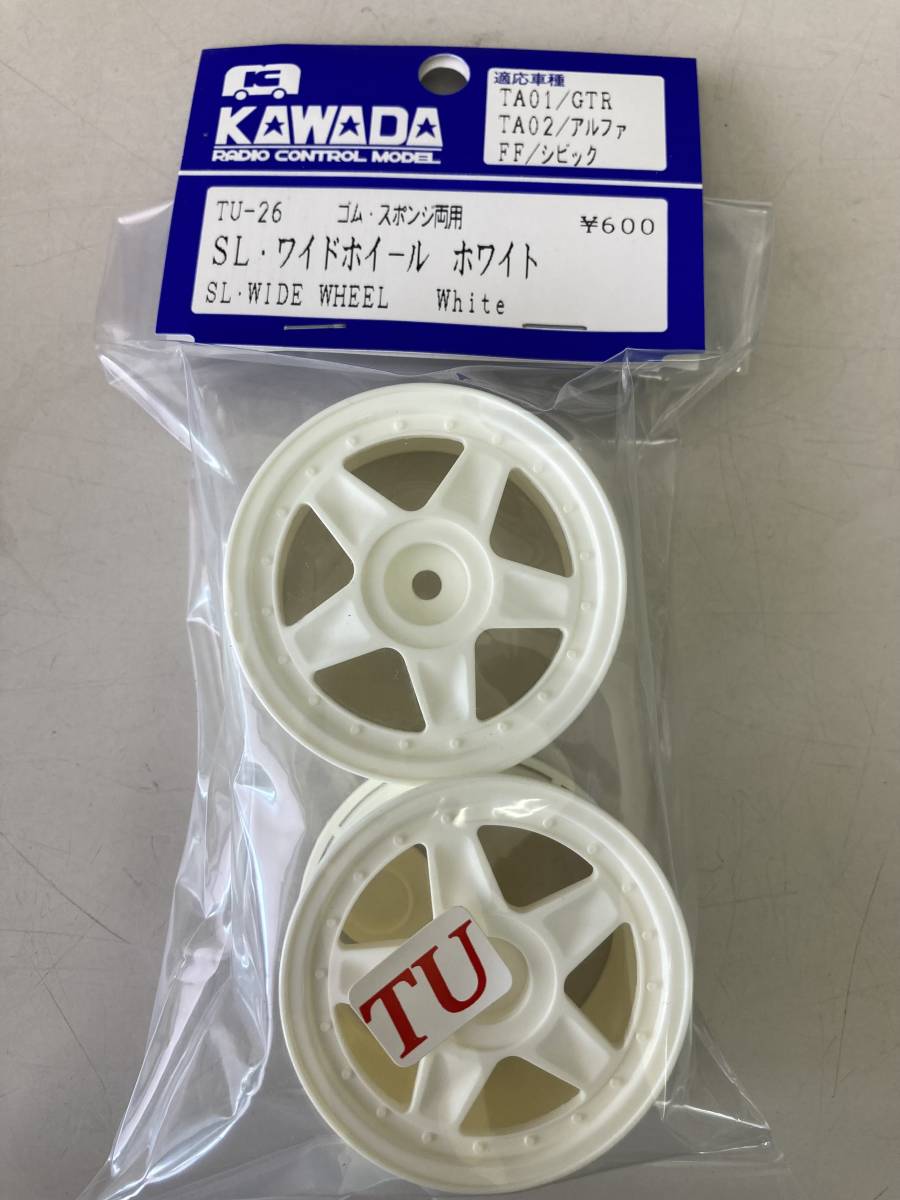 KAWADA
RADIO CONTROL MODEL
適応車種
TA01/GTR
TA02/アルファ
FF/シビック
TU-26 ゴム・スポンジ両用 ¥600
SL・ワイドホイール ホワイト
SL・WIDE WHEEL White
TU